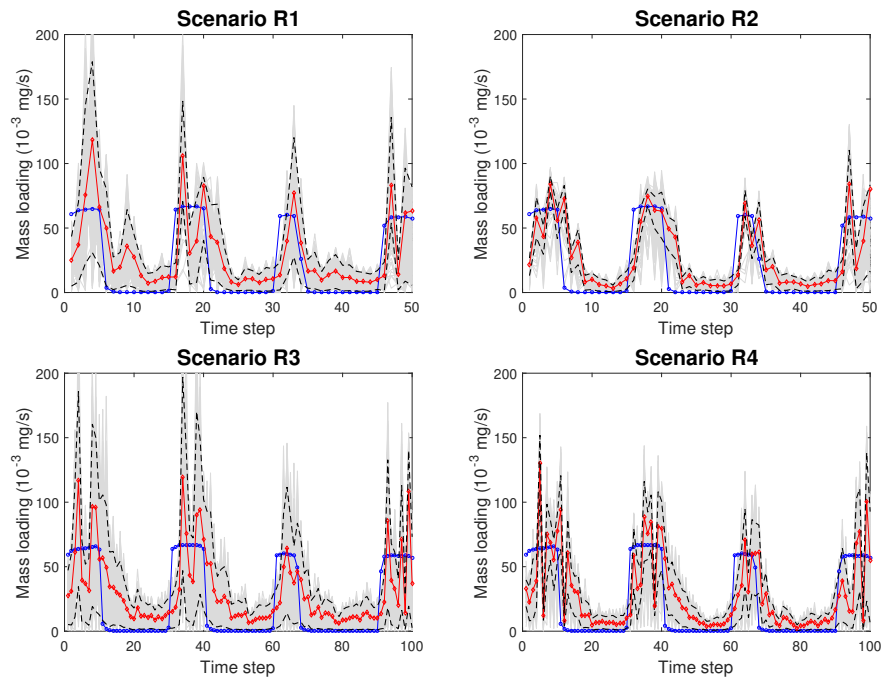 Scenario R1
Mass loading (10⁻³ mg/s)
200
150
100
50
0
0 10 20 30 40 50
Time step
Scenario R2
Mass loading (10⁻³ mg/s)
200
150
100
50
0
0 10 20 30 40 50
Time step
Scenario R3
Mass loading (10⁻³ mg/s)
200
150
100
50
0
0 20 40 60 80 100
Time step
Scenario R4
Mass loading (10⁻³ mg/s)
200
150
100
50
0
0 20 40 60 80 100
Time step